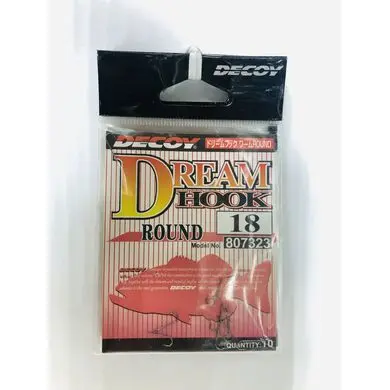 DECOY
DECOY
ドリームフック ワームROUND
DREAM
HOOK
ROUND
18
Model No.
807323
DECOY
DECOY
QUANTITY:10